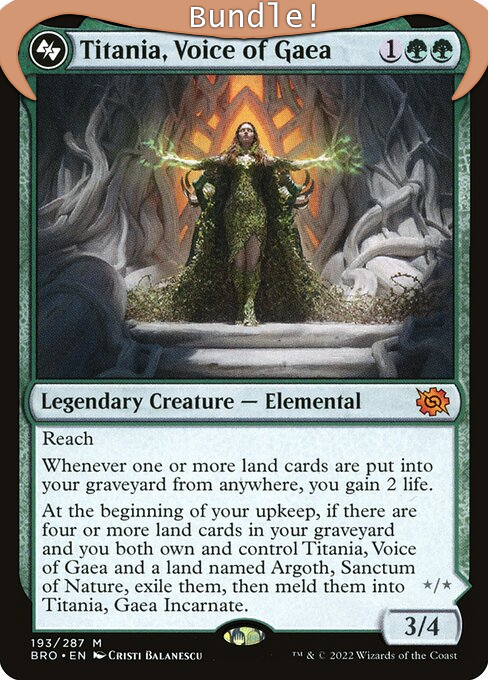 Bundle!
Titania, Voice of Gaea 1
Legendary Creature — Elemental
Reach
Whenever one or more land cards are put into
your graveyard from anywhere, you gain 2 life.
At the beginning of your upkeep, if there are
four or more land cards in your graveyard
and you both own and control Titania, Voice
of Gaea and a land named Argoth, Sanctum
of Nature, exile them, then meld them into
Titania, Gaea Incarnate.
*/*
3/4
193/287 M
BRO • EN Cristi Balanescu
™ & © 2022 Wizards of the Coast